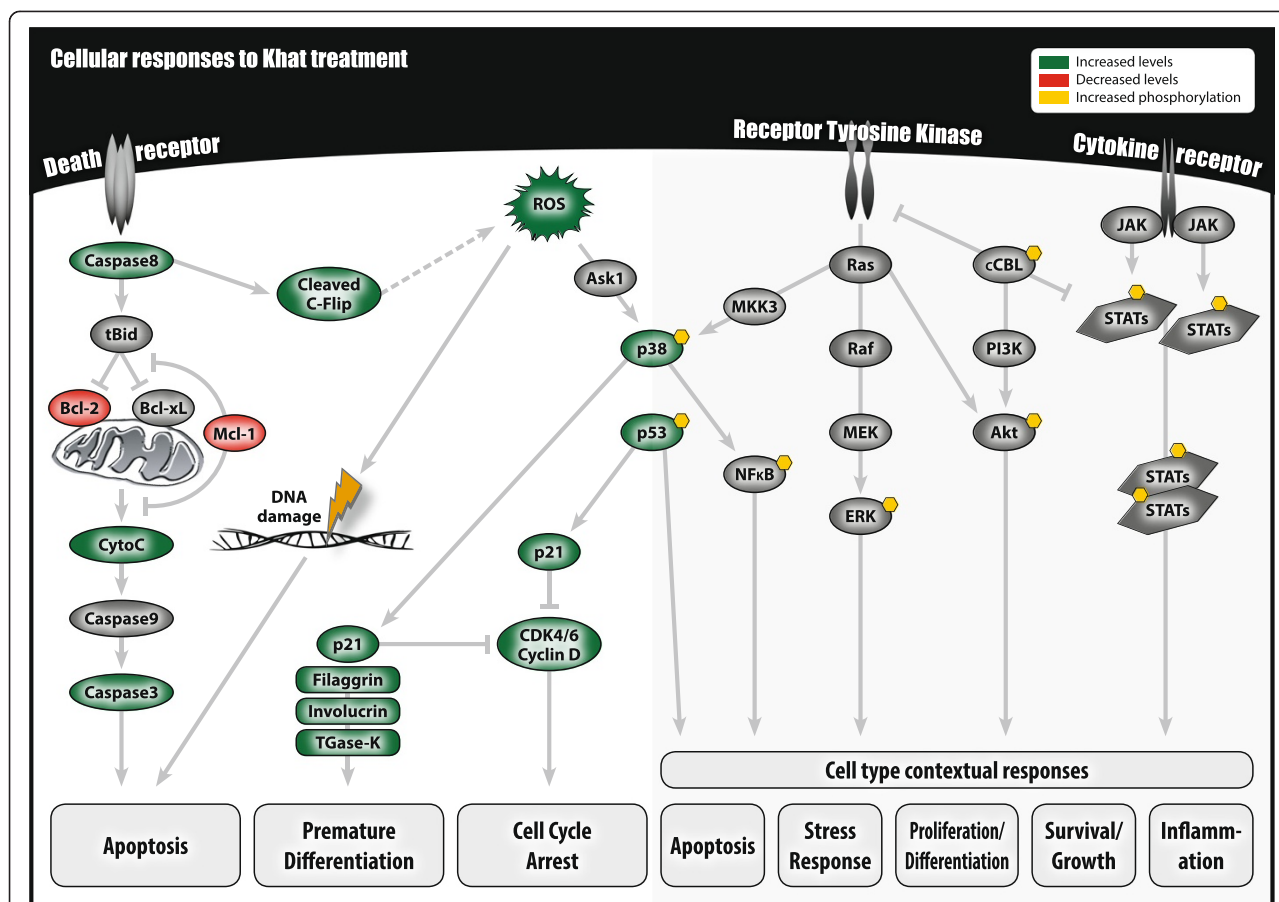 Cellular responses to Khat treatment
Increased levels
Decreased levels
Increased phosphorylation
Death receptor
Receptor Tyrosine Kinase
Cytokine receptor
ROS
JAK
JAK
Caspase8
Cleaved
C-Flip
Ask1
Ras
cCBL
MKK3
STATs
STATs
tBid
p38
Raf
PI3K
Bcl-2
Bcl-xL
Mcl-1
p53
MEK
Akt
NFκB
STATs
STATs
DNA
damage
ERK
CytoC
p21
Caspase9
p21
CDK4/6
Cyclin D
Filaggrin
Caspase3
Involucrin
TGase-K
Cell type contextual responses
Apoptosis
Premature
Differentiation
Cell Cycle
Arrest
Apoptosis
Stress
Response
Proliferation/
Differentiation
Survival/
Growth
Inflamm-
ation